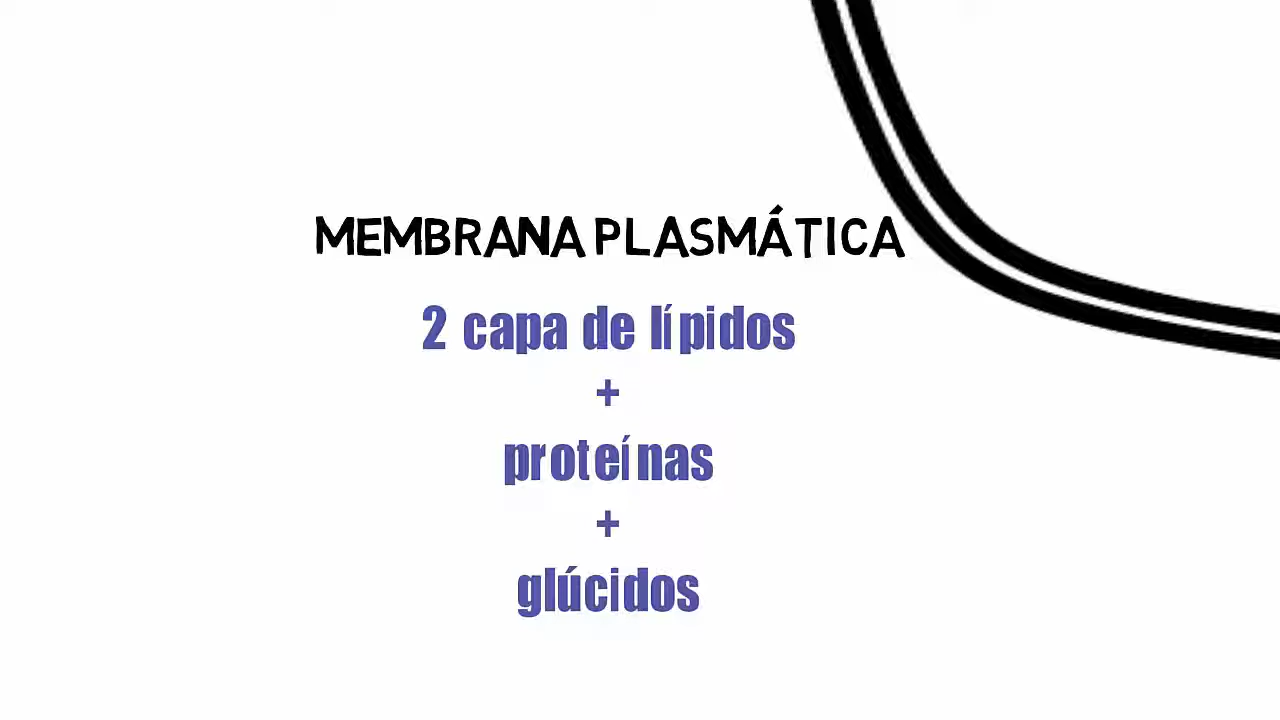 MEMBRANA PLASMÁTICA
2 capa de lípidos
+
proteínas
+
glúcidos